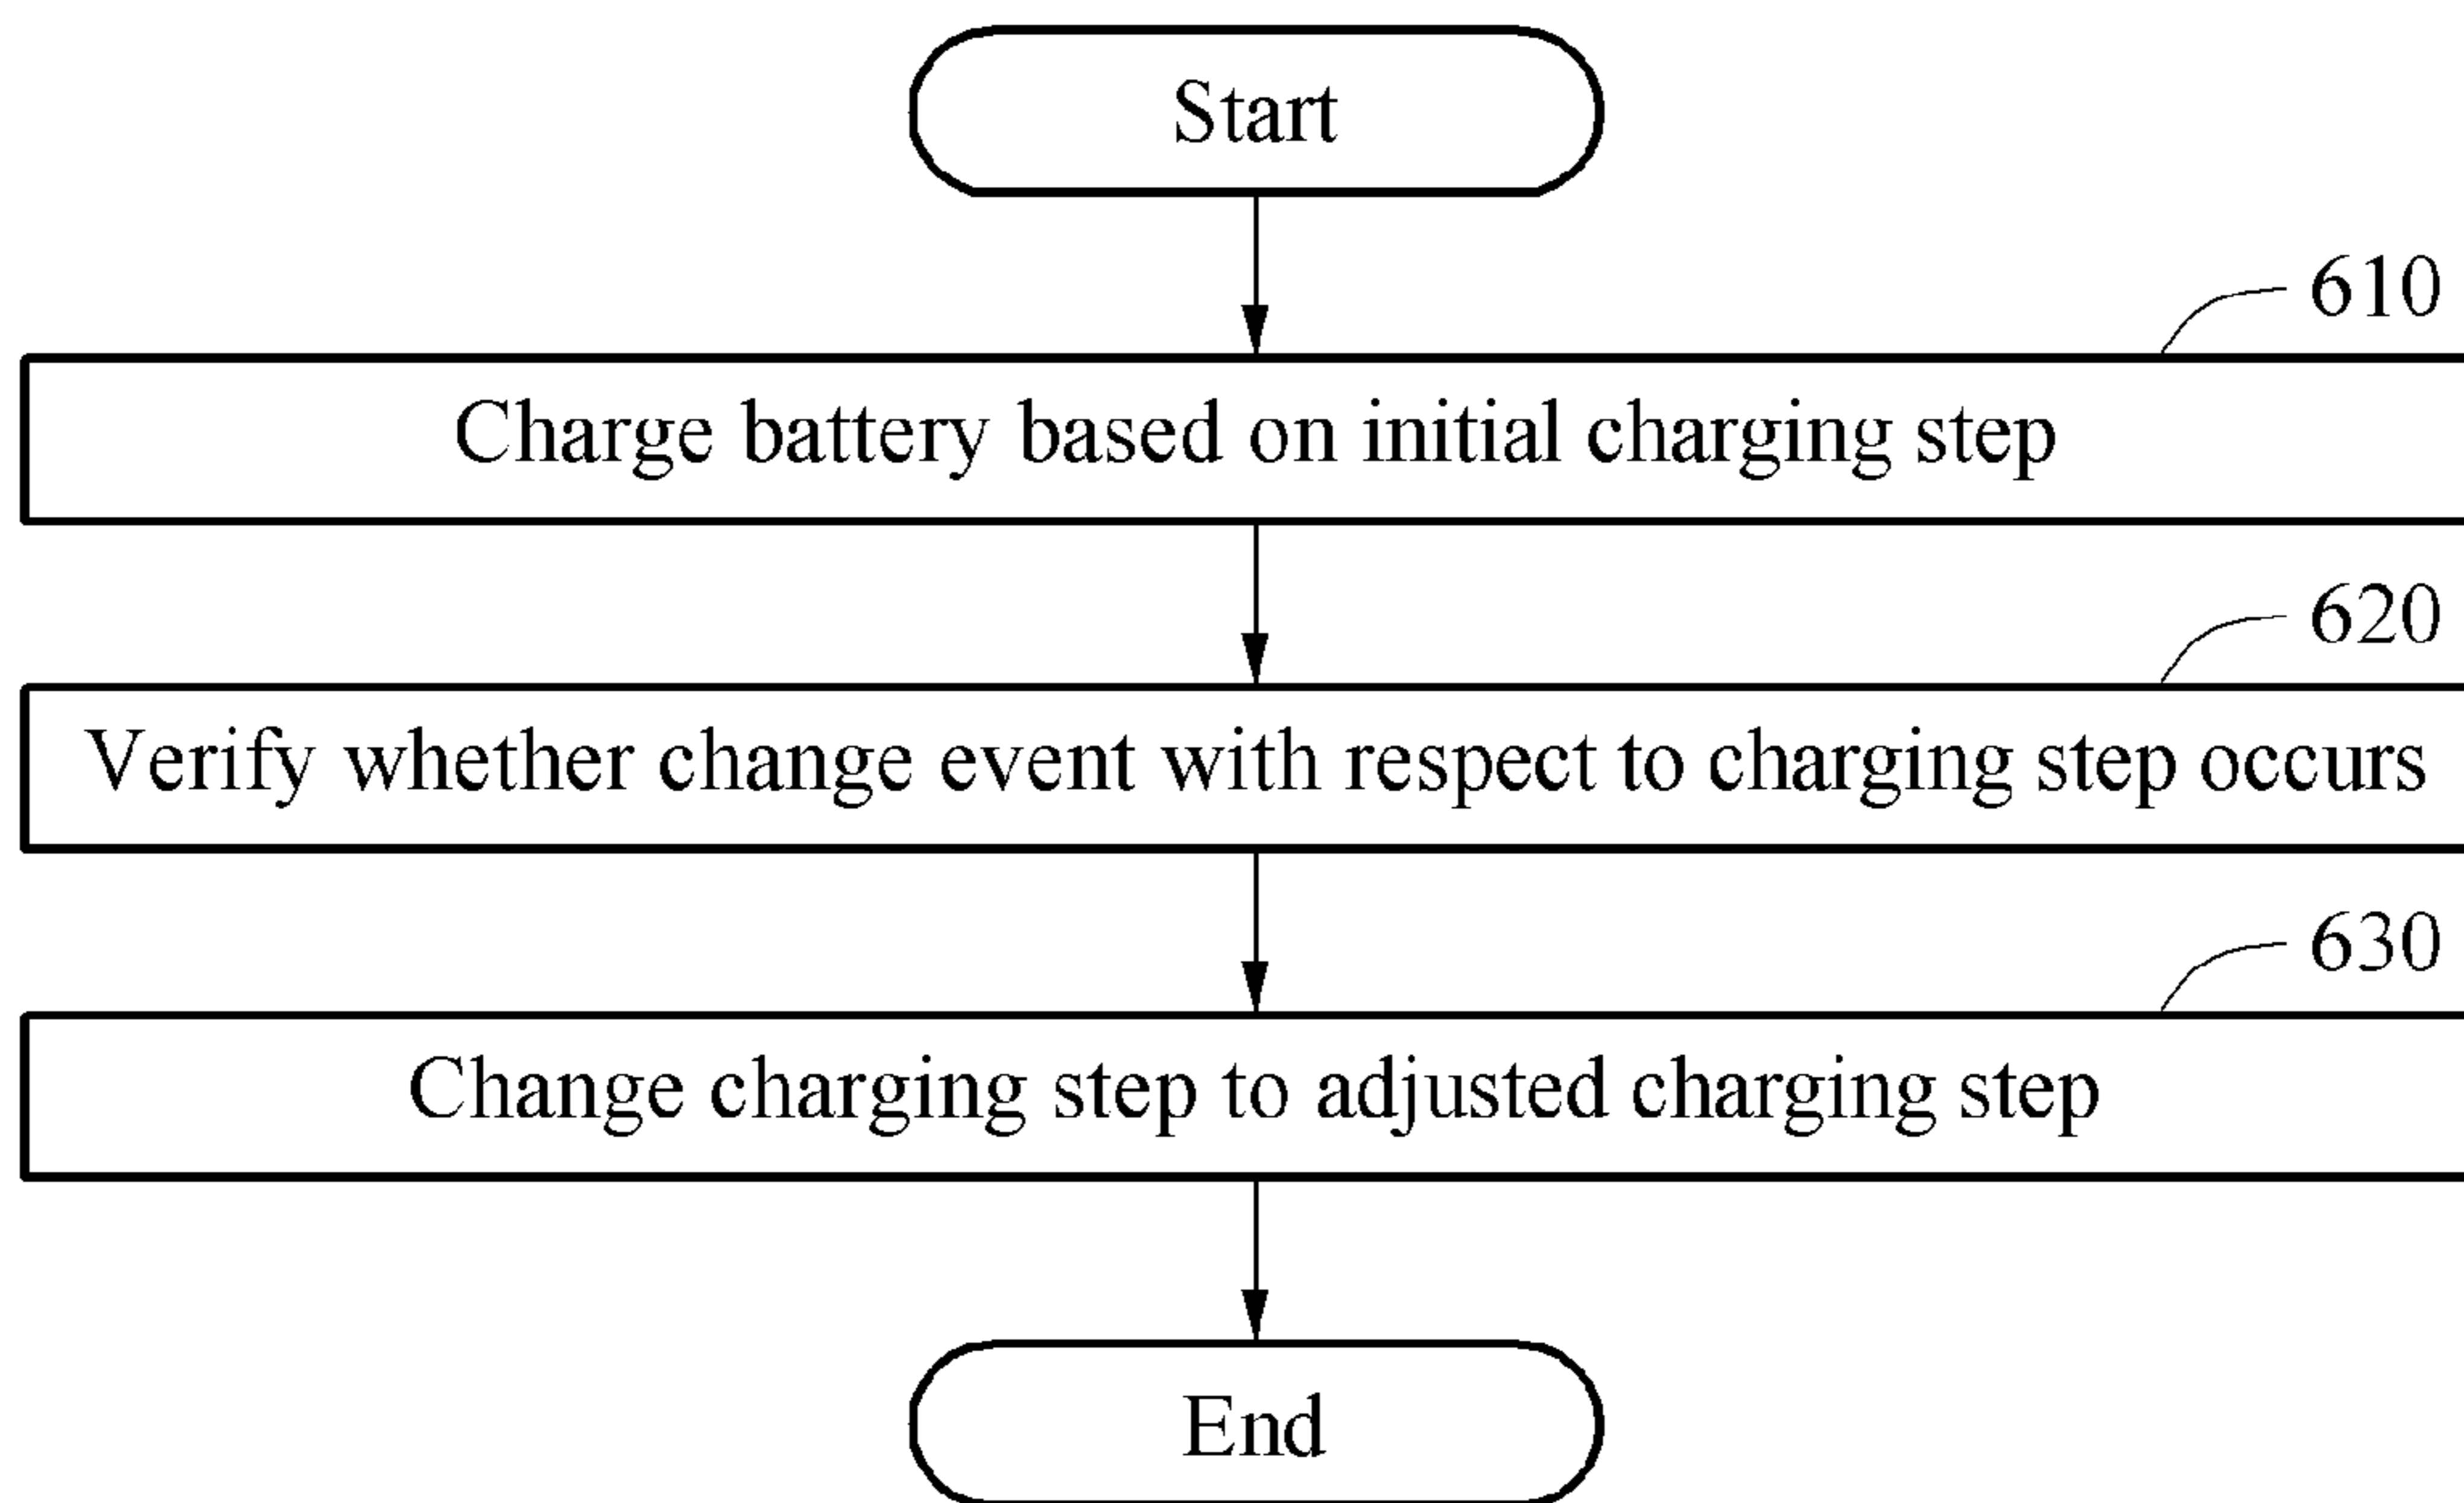 Start
610
Charge battery based on initial charging step
620
Verify whether change event with respect to charging step occurs
630
Change charging step to adjusted charging step
End